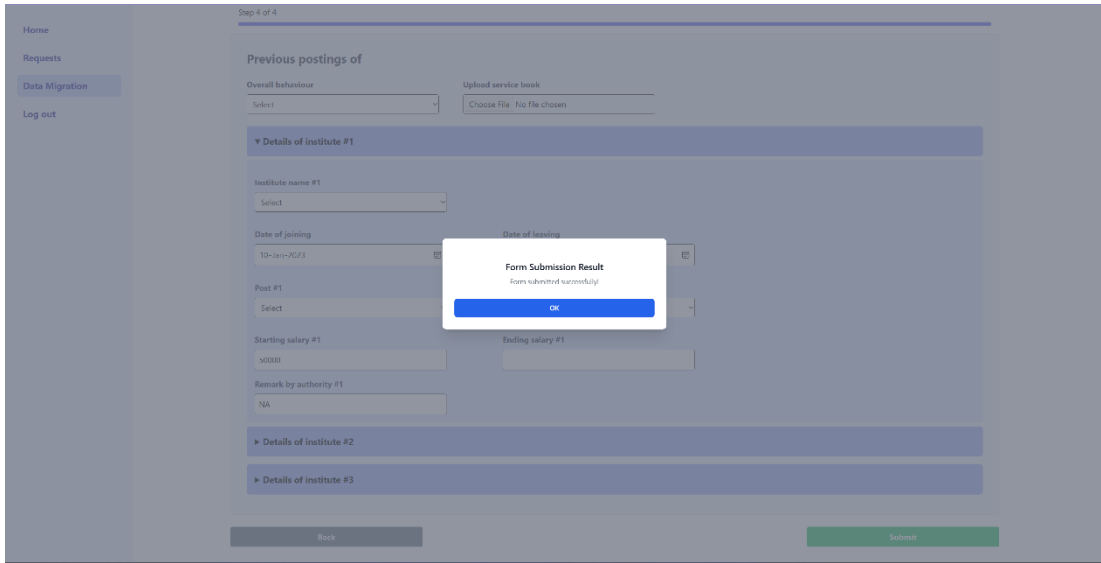 Step 4 of 4
Home
Requests
Data Migration
Log out
Previous postings of
Overall behaviour Upload service book
Select Choose File No file chosen
▾ Details of institute #1
Institute name #1
Select
Date of joining Date of leaving
10-Jan-2023
Form Submission Result
Form submitted successfully!
OK
Post #1
Select
Starting salary #1 Ending salary #1
50000
Remark by authority #1
NA
▸ Details of institute #2
▸ Details of institute #3
Back Submit